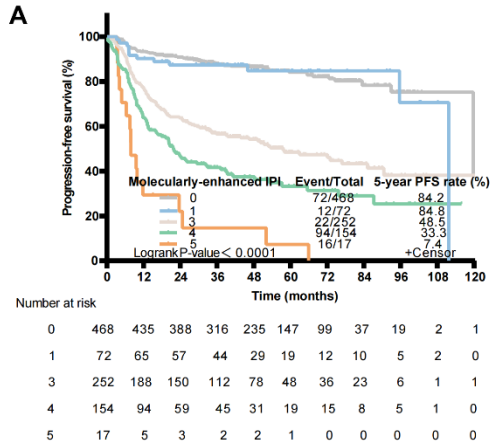 A
100
80
60
40
20
0
Progression-free survival (%)
Molecularly-enhanced IPI Event/Total 5-year PFS rate (%)
0 72/468 84.2
1 12/72 84.8
3 22/252 48.5
4 94/154 33.3
5 16/17 7.4
LogrankP-value< 0.0001 +Censor
0 12 24 36 48 60 72 84 96 108 120
Time (months)
Number at risk
0 468 435 388 316 235 147 99 37 19 2 1
1 72 65 57 44 29 19 12 10 5 2 0
3 252 188 150 112 78 48 36 23 6 1 1
4 154 94 59 45 31 19 15 8 5 1 0
5 17 5 3 2 2 1 0 0 0 0 0